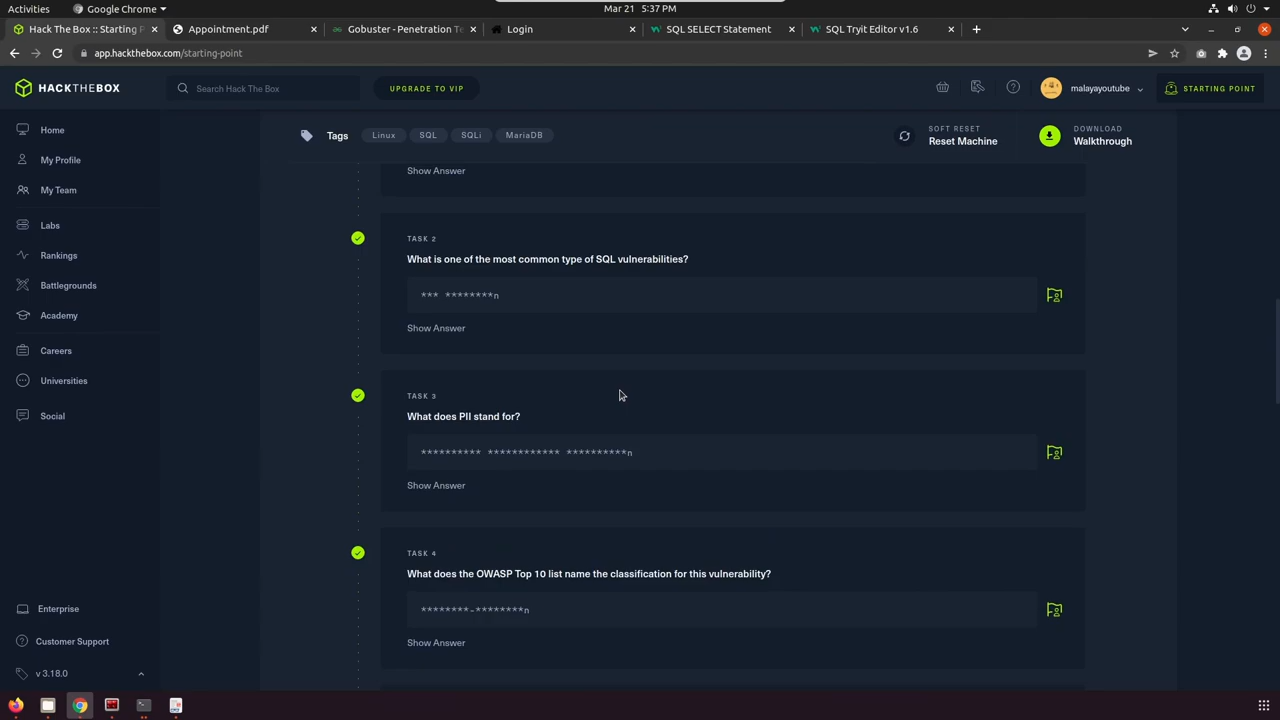 Activities
Google Chrome
Mar 21 5:37 PM
Hack The Box :: Starting P
Appointment.pdf
Gobuster - Penetration Te
Login
SQL SELECT Statement
SQL Tryit Editor v1.6
app.hackthebox.com/starting-point
HACKTHEBOX
Search Hack The Box
UPGRADE TO VIP
malayayoutube
STARTING POINT
Home
My Profile
My Team
Labs
Rankings
Battlegrounds
Academy
Careers
Universities
Social
Enterprise
Customer Support
v 3.18.0
Tags
Linux
SQL
SQLi
MariaDB
SOFT RESET
Reset Machine
DOWNLOAD
Walkthrough
Show Answer
TASK 2
What is one of the most common type of SQL vulnerabilities?
*** ********n
Show Answer
TASK 3
What does PII stand for?
********** ************ **********n
Show Answer
TASK 4
What does the OWASP Top 10 list name the classification for this vulnerability?
********-********n
Show Answer